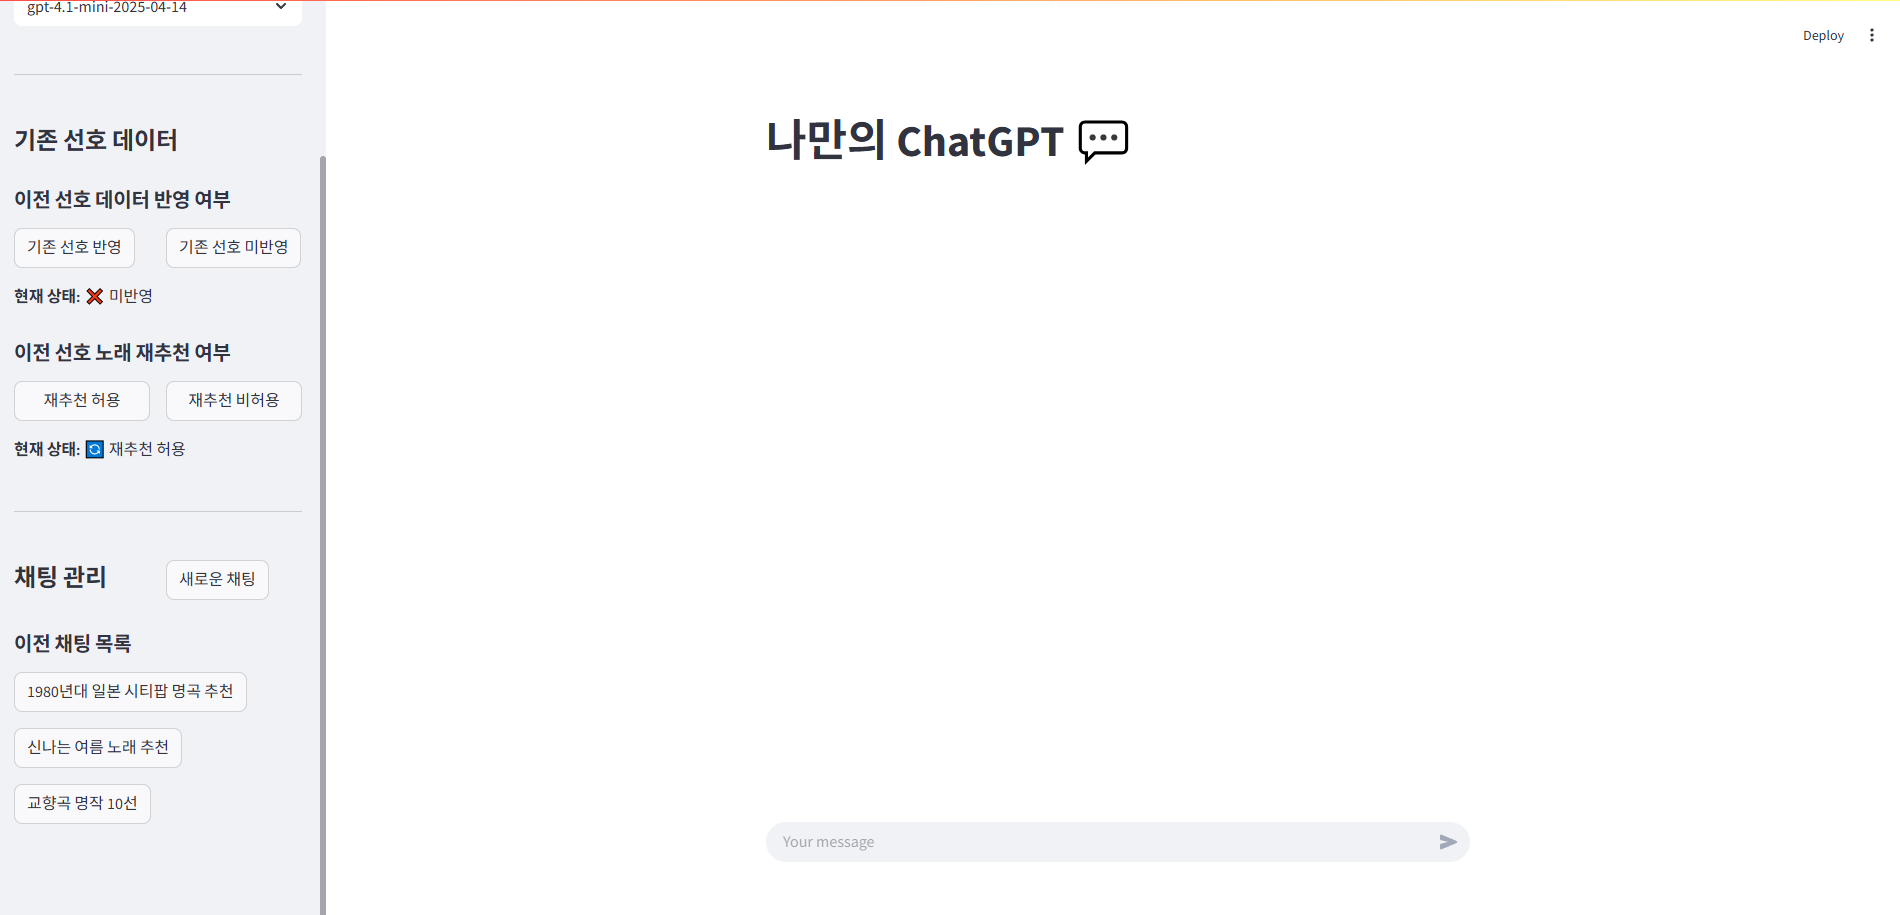 gpt-4.1-mini-2025-04-14
Deploy
기존 선호 데이터
이전 선호 데이터 반영 여부
기존 선호 반영
기존 선호 미반영
현재 상태: ❌ 미반영
이전 선호 노래 재추천 여부
재추천 허용
재추천 비허용
현재 상태: 🔄 재추천 허용
채팅 관리
새로운 채팅
이전 채팅 목록
1980년대 일본 시티팝 명곡 추천
신나는 여름 노래 추천
교향곡 명작 10선
나만의 ChatGPT 💬
Your message